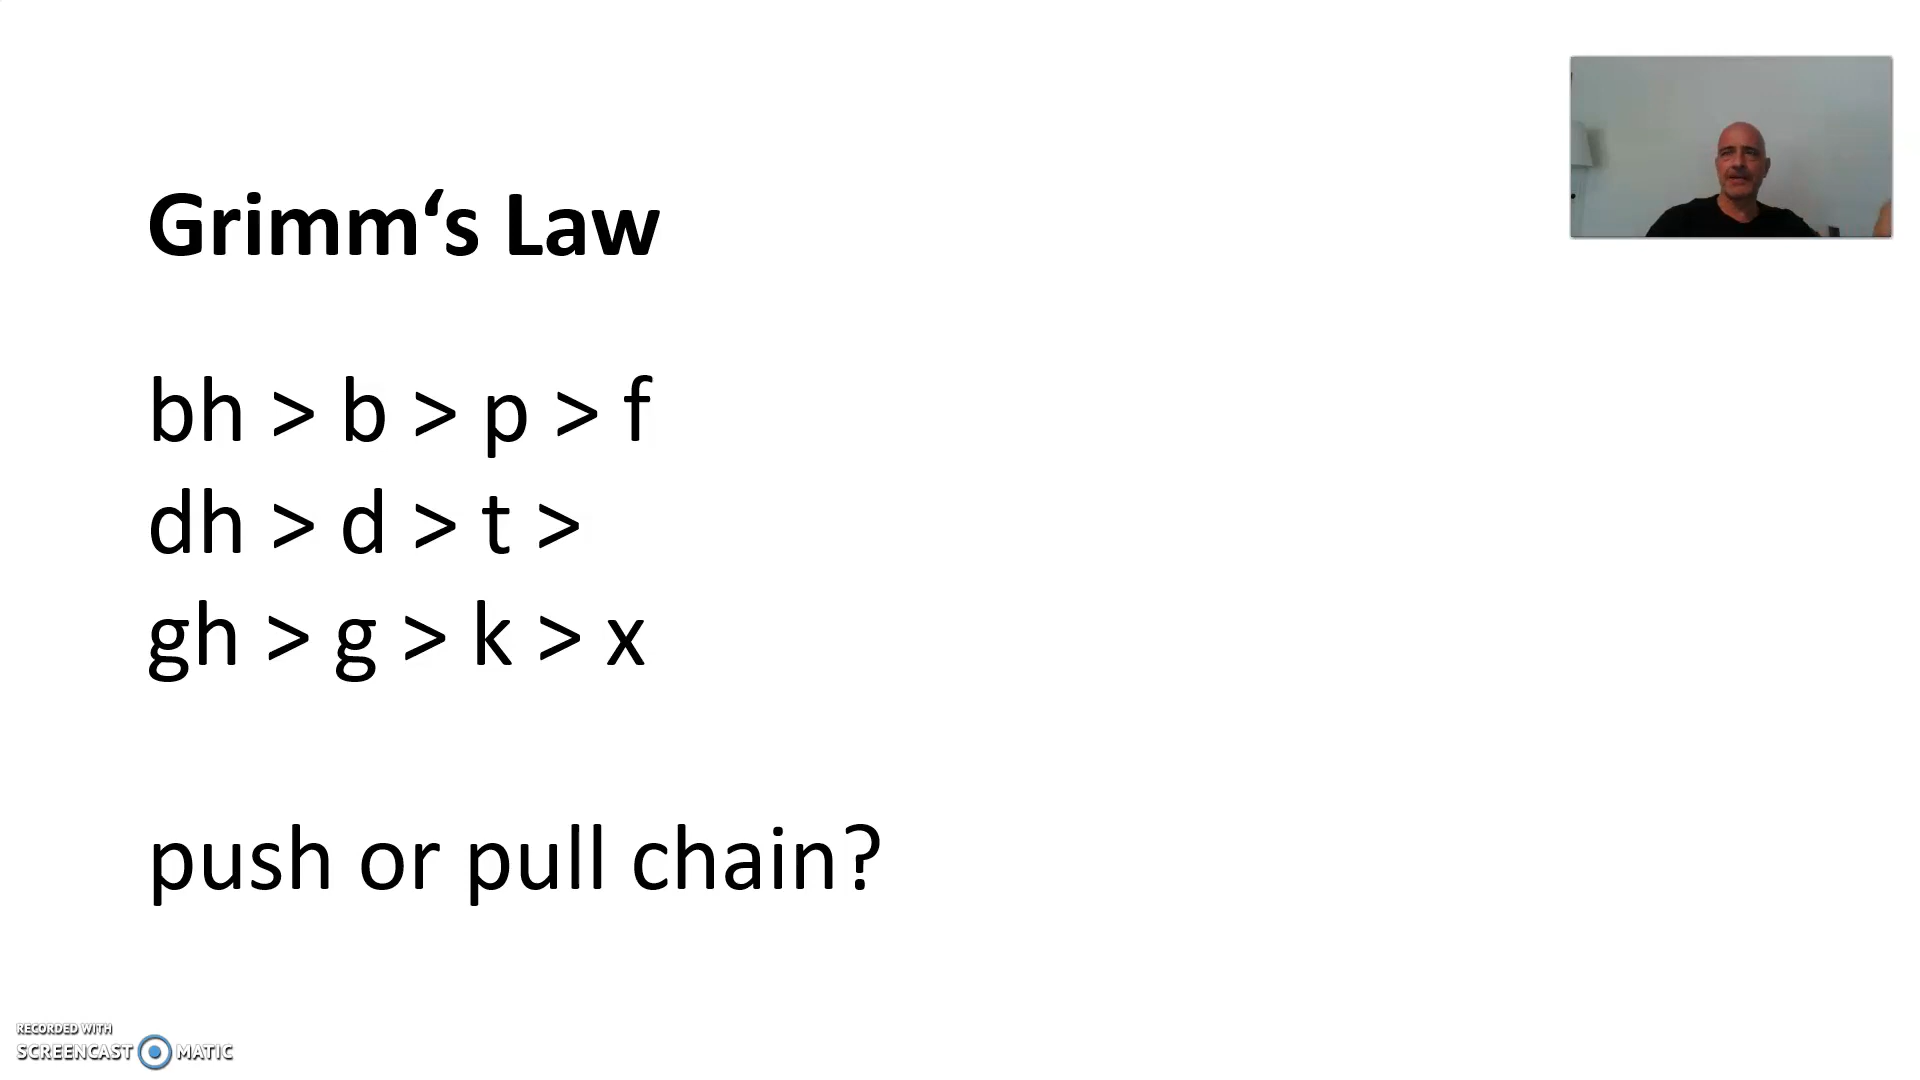 Grimm‘s Law
bh > b > p > f
dh > d > t >
gh > g > k > x
push or pull chain?
RECORDED WITH
SCREENCAST MATIC